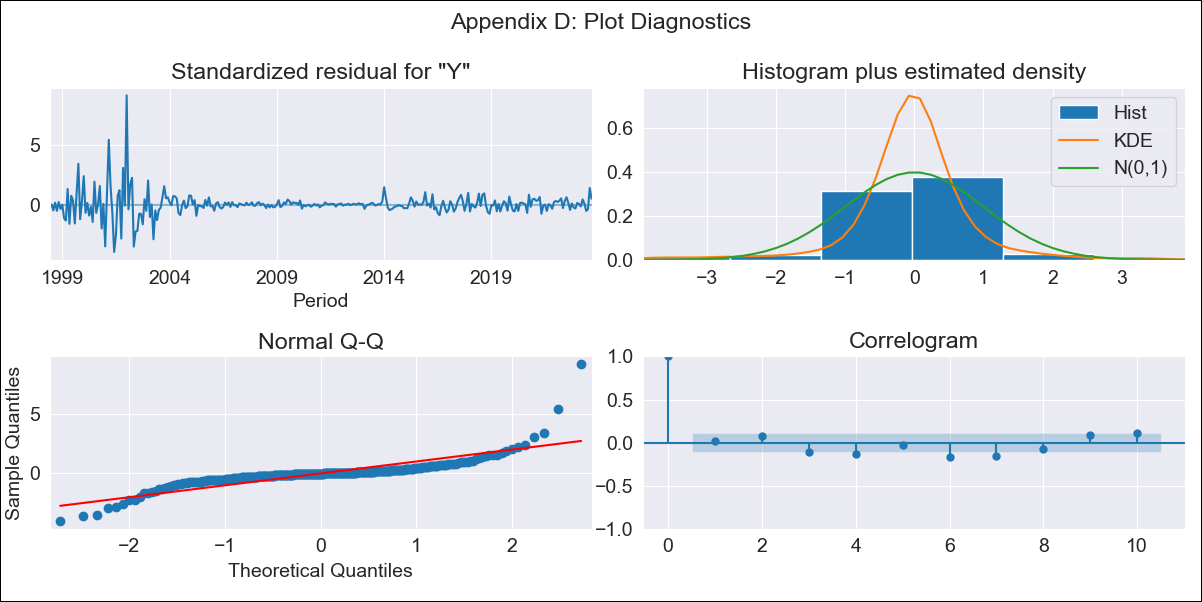 Appendix D: Plot Diagnostics
Standardized residual for "Y"
5
0
1999 2004 2009 2014 2019
Period
Histogram plus estimated density
0.6
0.4
0.2
0.0
−3 −2 −1 0 1 2 3
Hist
KDE
N(0,1)
Normal Q-Q
Sample Quantiles
5
0
−2 −1 0 1 2
Theoretical Quantiles
Correlogram
1.0
0.5
0.0
−0.5
−1.0
0 2 4 6 8 10